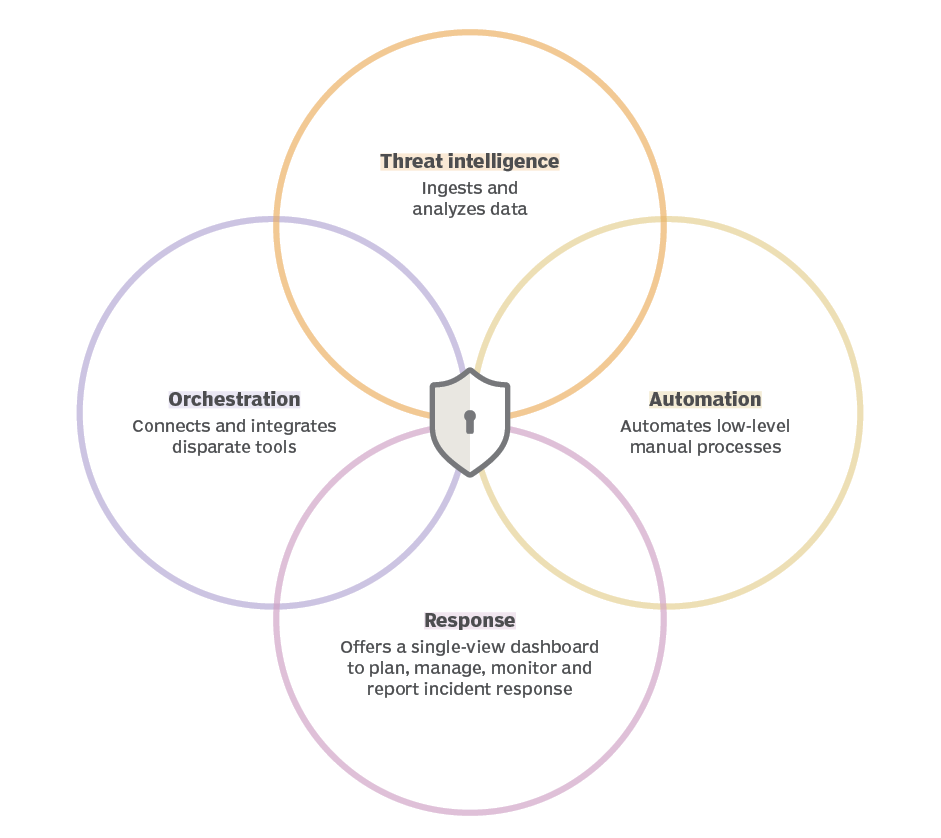 Threat intelligence
Ingests and
analyzes data
Orchestration
Connects and integrates
disparate tools
Automation
Automates low-level
manual processes
Response
Offers a single-view dashboard
to plan, manage, monitor and
report incident response